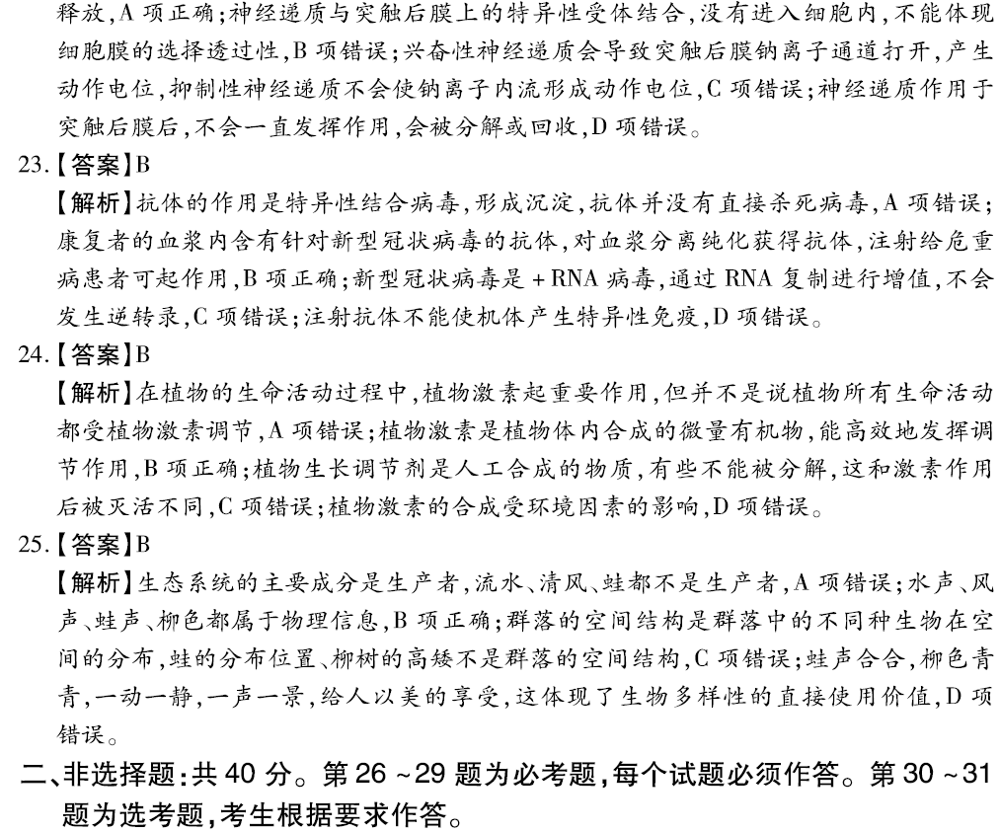 释放,A 项正确;神经递质与突触后膜上的特异性受体结合,没有进入细胞内,不能体现
细胞膜的选择透过性,B 项错误;兴奋性神经递质会导致突触后膜钠离子通道打开,产生
动作电位,抑制性神经递质不会使钠离子内流形成动作电位,C 项错误;神经递质作用于
突触后膜后,不会一直发挥作用,会被分解或回收,D 项错误。
23.【答案】B
【解析】抗体的作用是特异性结合病毒,形成沉淀,抗体并没有直接杀死病毒,A 项错误;
康复者的血浆内含有针对新型冠状病毒的抗体,对血浆分离纯化获得抗体,注射给危重
病患者可起作用,B 项正确;新型冠状病毒是 + RNA 病毒,通过 RNA 复制进行增值,不会
发生逆转录,C 项错误;注射抗体不能使机体产生特异性免疫,D 项错误。
24.【答案】B
【解析】在植物的生命活动过程中,植物激素起重要作用,但并不是说植物所有生命活动
都受植物激素调节,A 项错误;植物激素是植物体内合成的微量有机物,能高效地发挥调
节作用,B 项正确;植物生长调节剂是人工合成的物质,有些不能被分解,这和激素作用
后被灭活不同,C 项错误;植物激素的合成受环境因素的影响,D 项错误。
25.【答案】B
【解析】生态系统的主要成分是生产者,流水、清风、蛙都不是生产者,A 项错误;水声、风
声、蛙声、柳色都属于物理信息,B 项正确;群落的空间结构是群落中的不同种生物在空
间的分布,蛙的分布位置、柳树的高矮不是群落的空间结构,C 项错误;蛙声合合,柳色青
青,一动一静,一声一景,给人以美的享受,这体现了生物多样性的直接使用价值,D 项
错误。
二、非选择题:共 40 分。第 26 ~29 题为必考题,每个试题必须作答。第 30 ~31
题为选考题,考生根据要求作答。